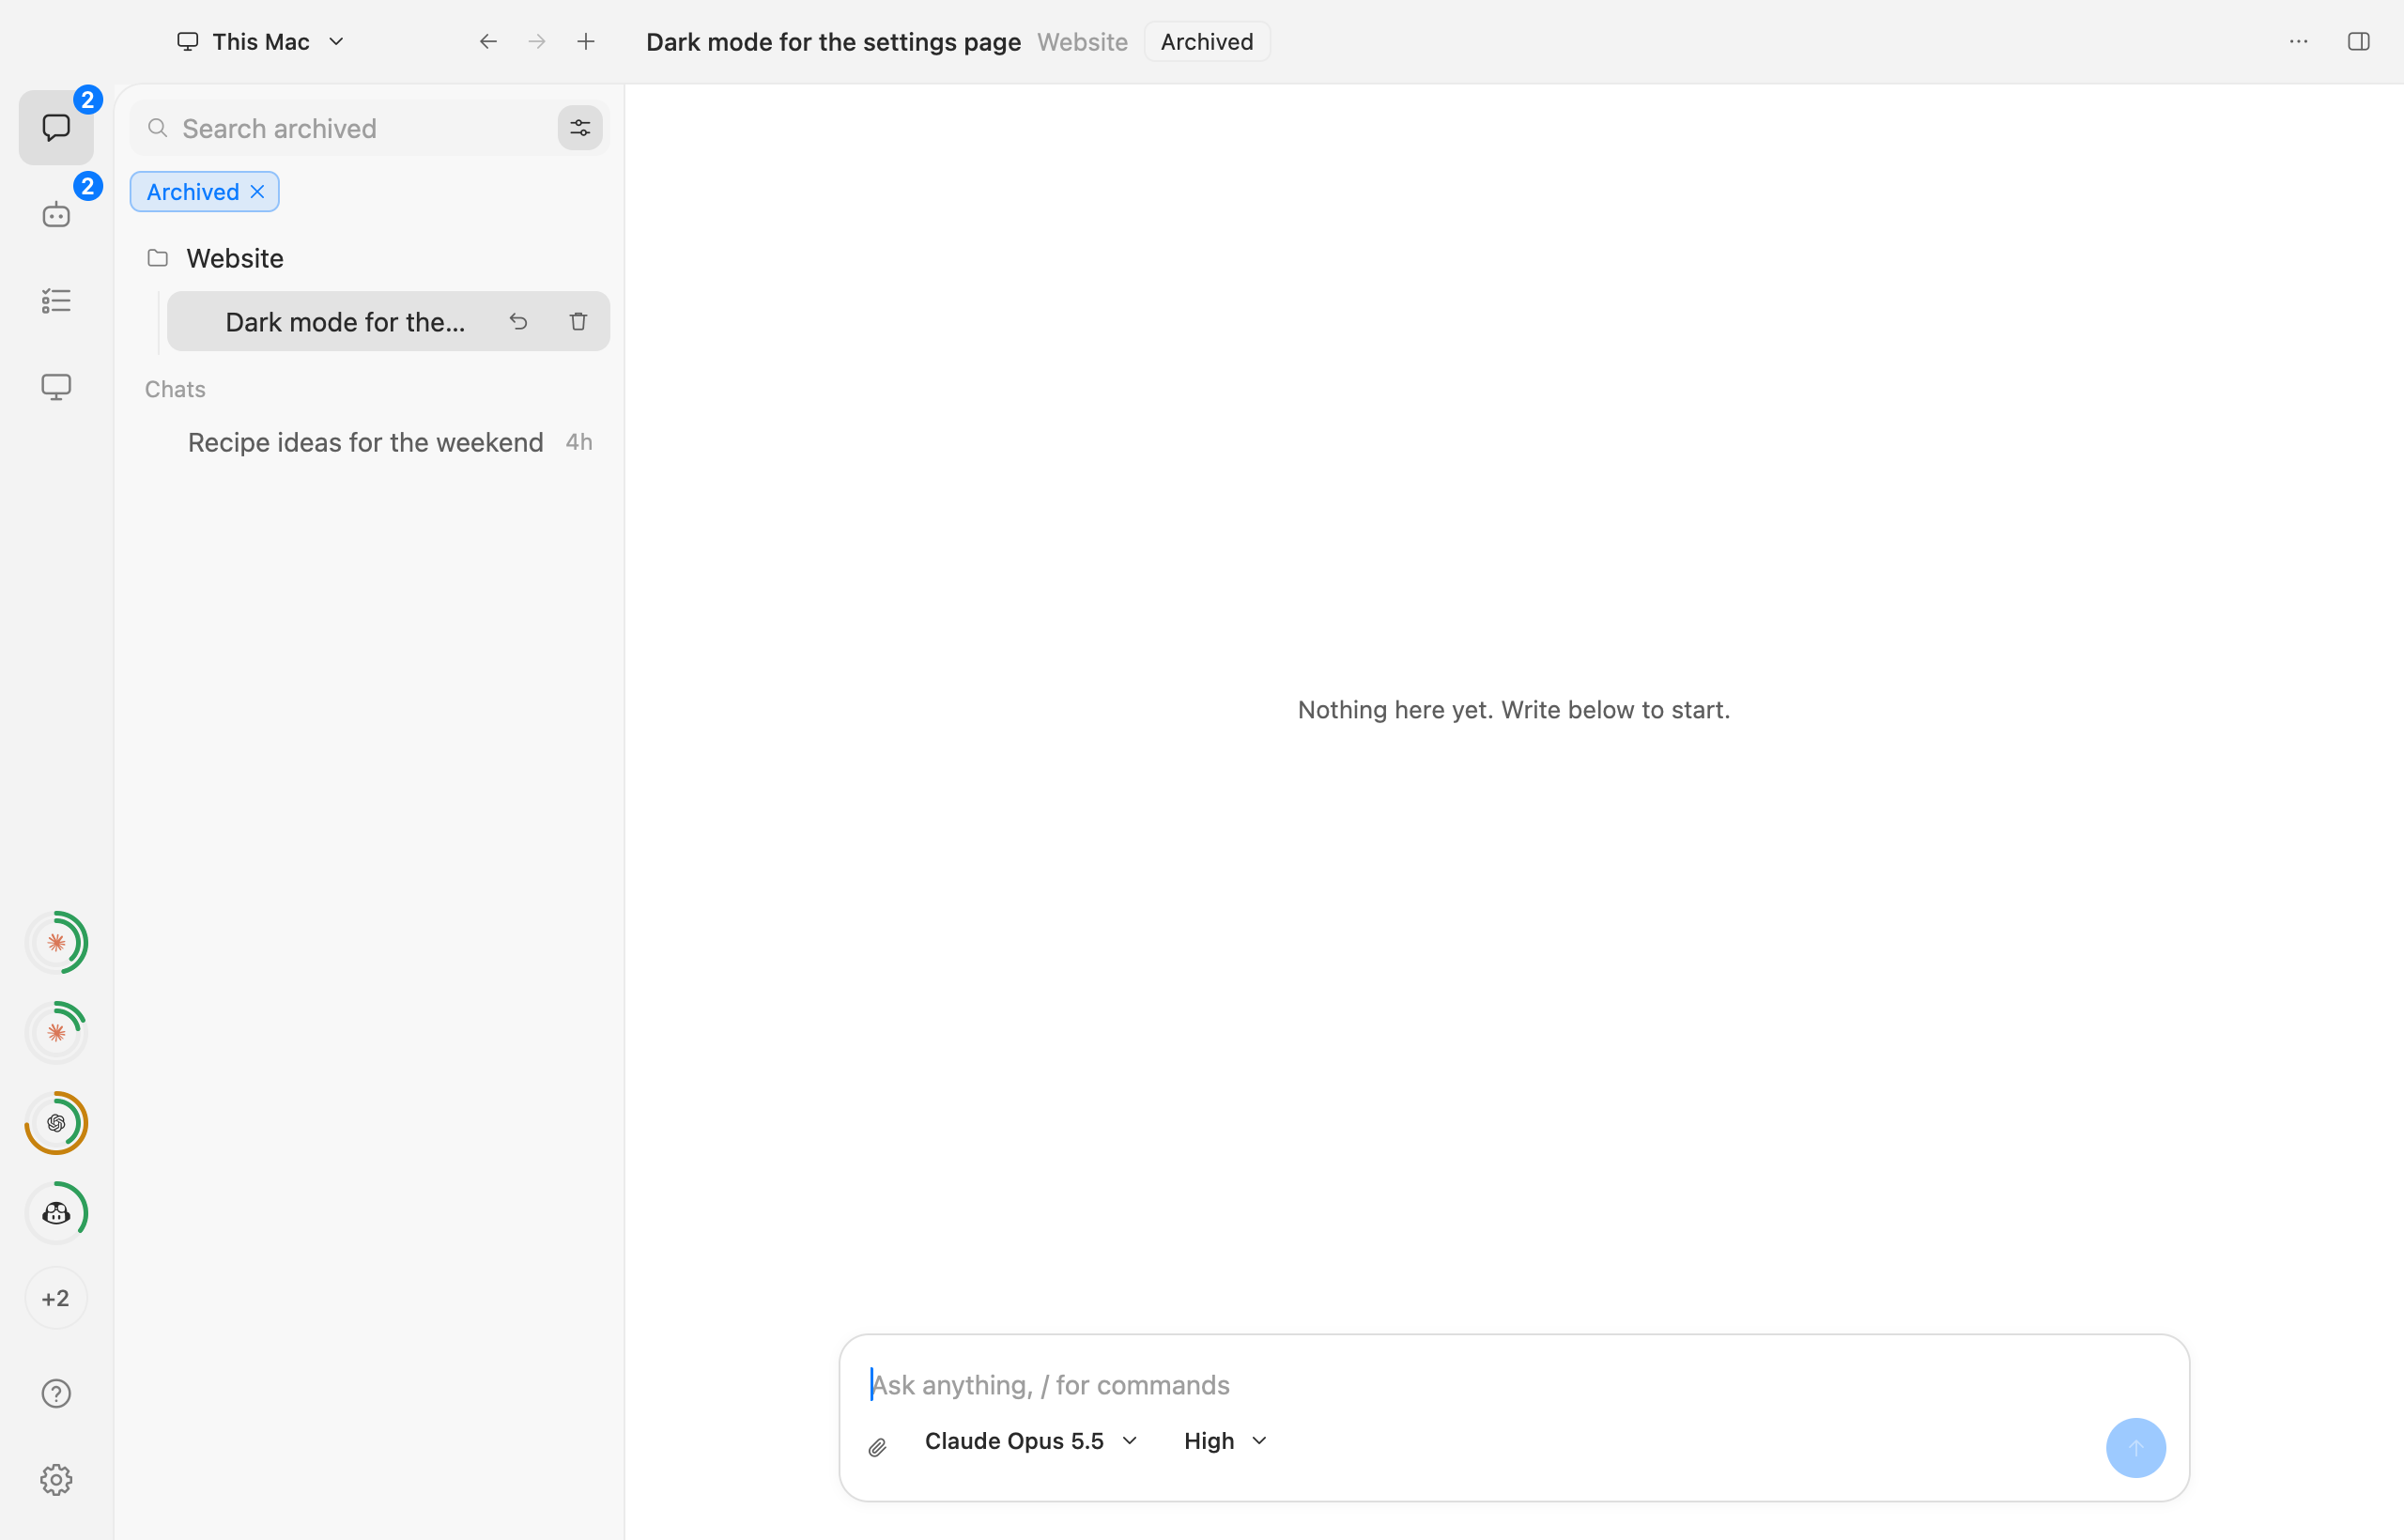 This Mac
Dark mode for the settings page Website Archived
2
Search archived
2
Archived
Website
Dark mode for the...
Chats
Recipe ideas for the weekend 4h
Nothing here yet. Write below to start.
+2
Ask anything, / for commands
Claude Opus 5.5 High